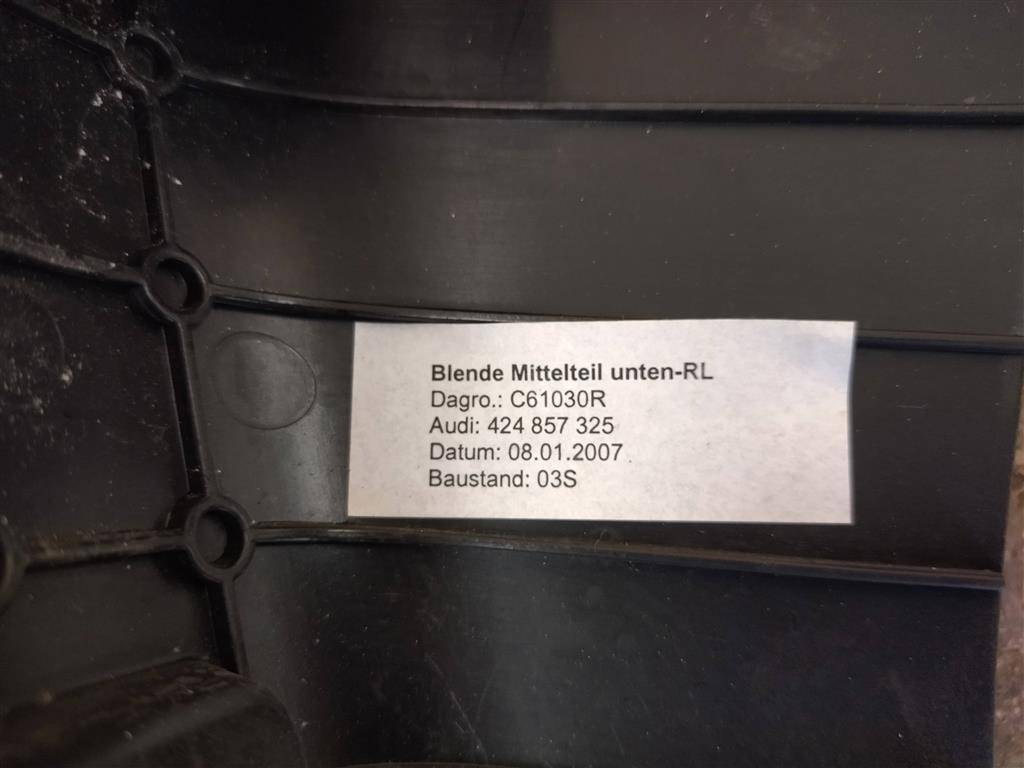 Blende Mittelteil unten-RL
Dagro.: C61030R
Audi: 424 857 325
Datum: 08.01.2007
Baustand: 03S